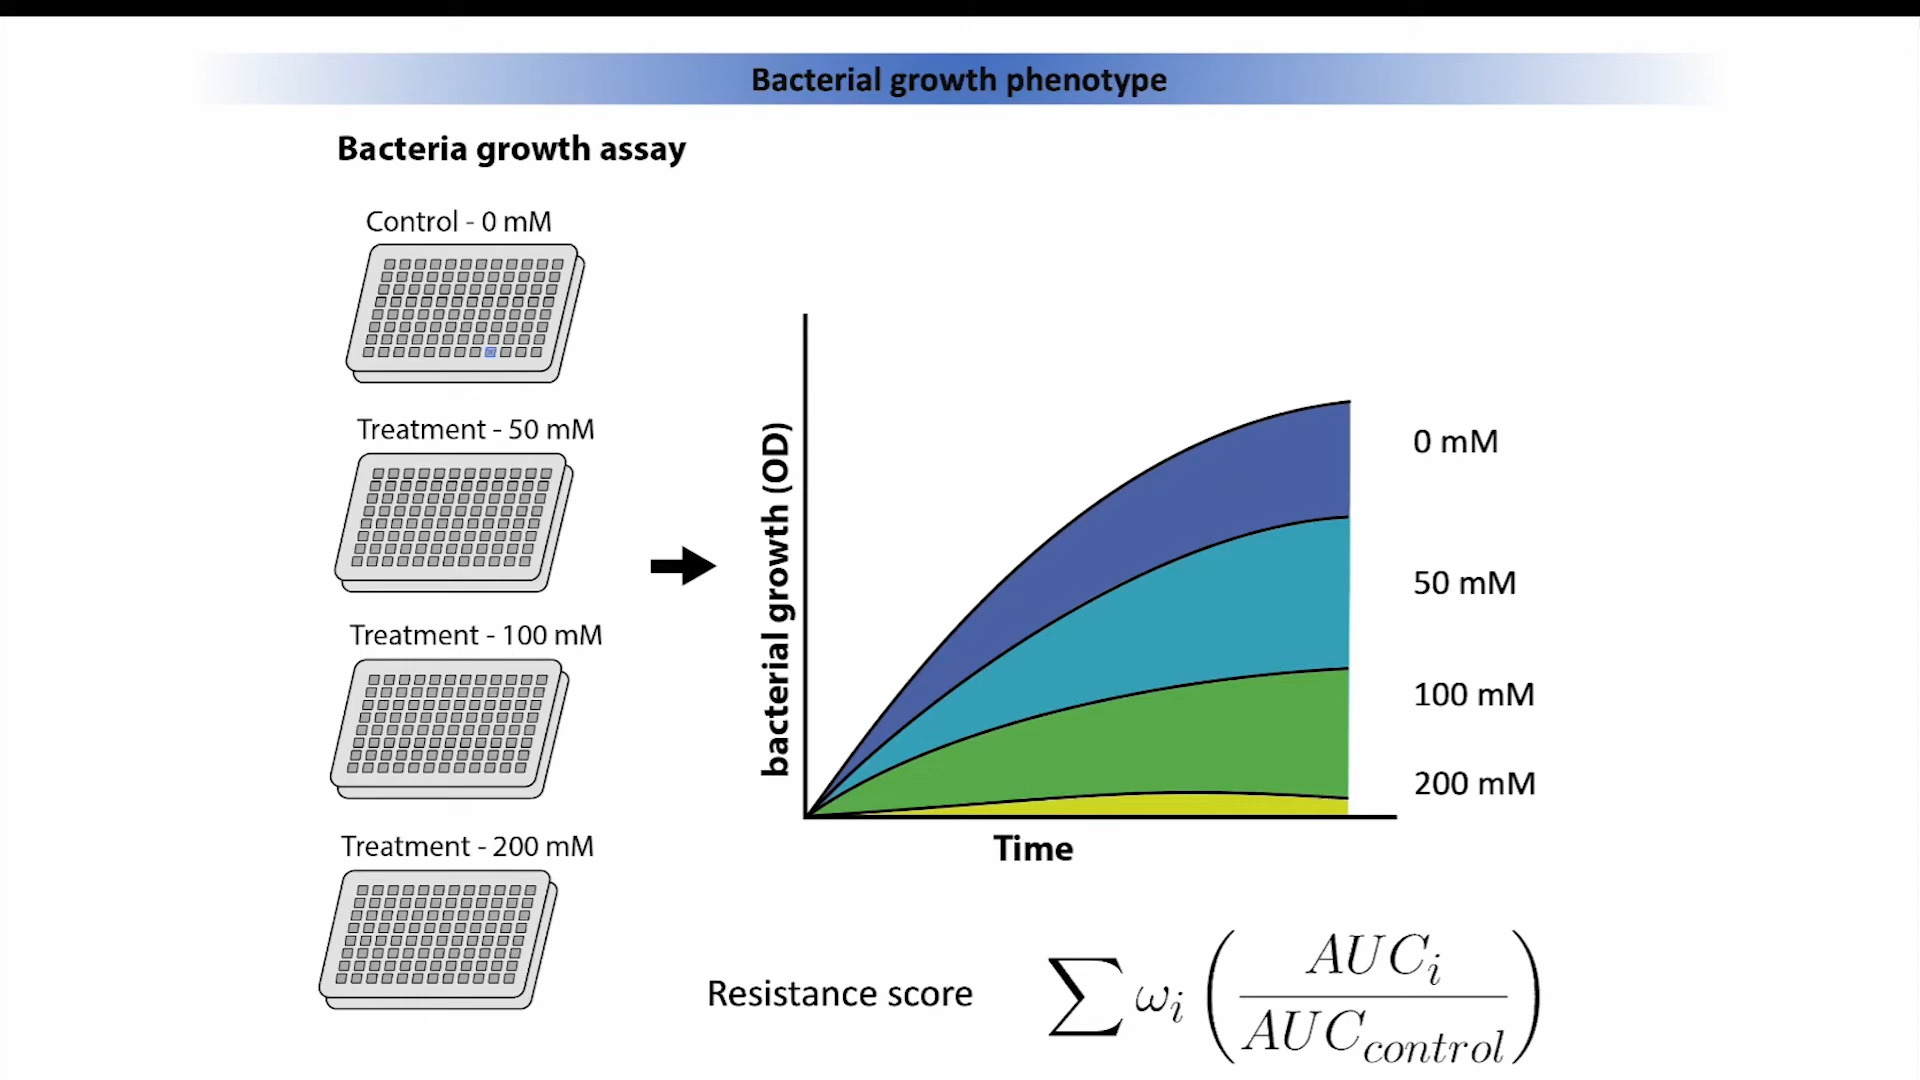 Bacterial growth phenotype
Bacteria growth assay
Control - 0 mM
Treatment - 50 mM
Treatment - 100 mM
Treatment - 200 mM
bacterial growth (OD)
Time
0 mM
50 mM
100 mM
200 mM
Resistance score ∑ ωᵢ (AUCᵢ / AUC_control)